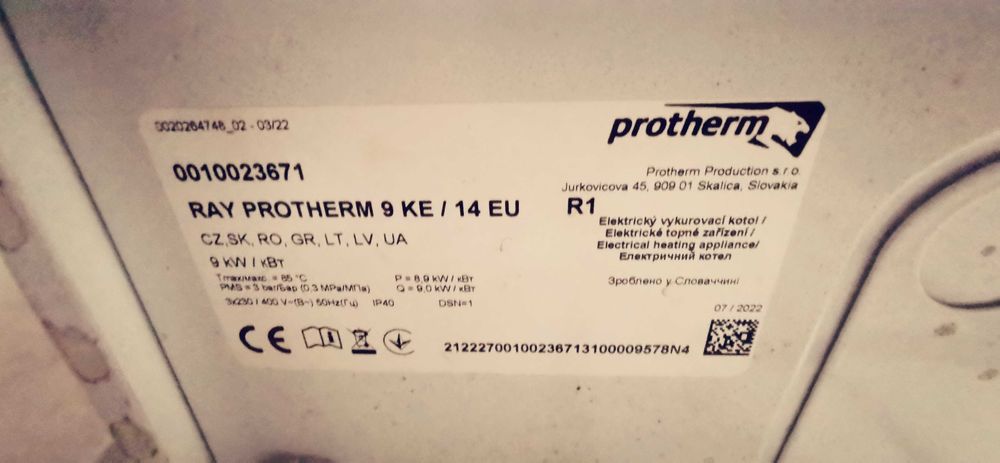 0020264748_02 - 03/22
protherm
0010023671
Protherm Production s.r.o.
Jurkovicova 45, 909 01 Skalica, Slovakia
RAY PROTHERM 9 KE / 14 EU
R1
CZ,SK, RO, GR, LT, LV, UA
Elektrický vykurovací kotol /
Elektrické topné zařízení /
Electrical heating appliance/
Електричний котел
9 kW / кВт
Tmax/макс. = 85 °C
P = 8,9 kW / кВт
PMS = 3 bar/бар (0,3 MPa/МПа)
Q = 9,0 kW / кВт
Зроблено у Словаччині
3x230 / 400 V~(В~) 50Hz(Гц)
IP40
DSN=1
07 / 2022
CE
i
21222700100236713100009578N4